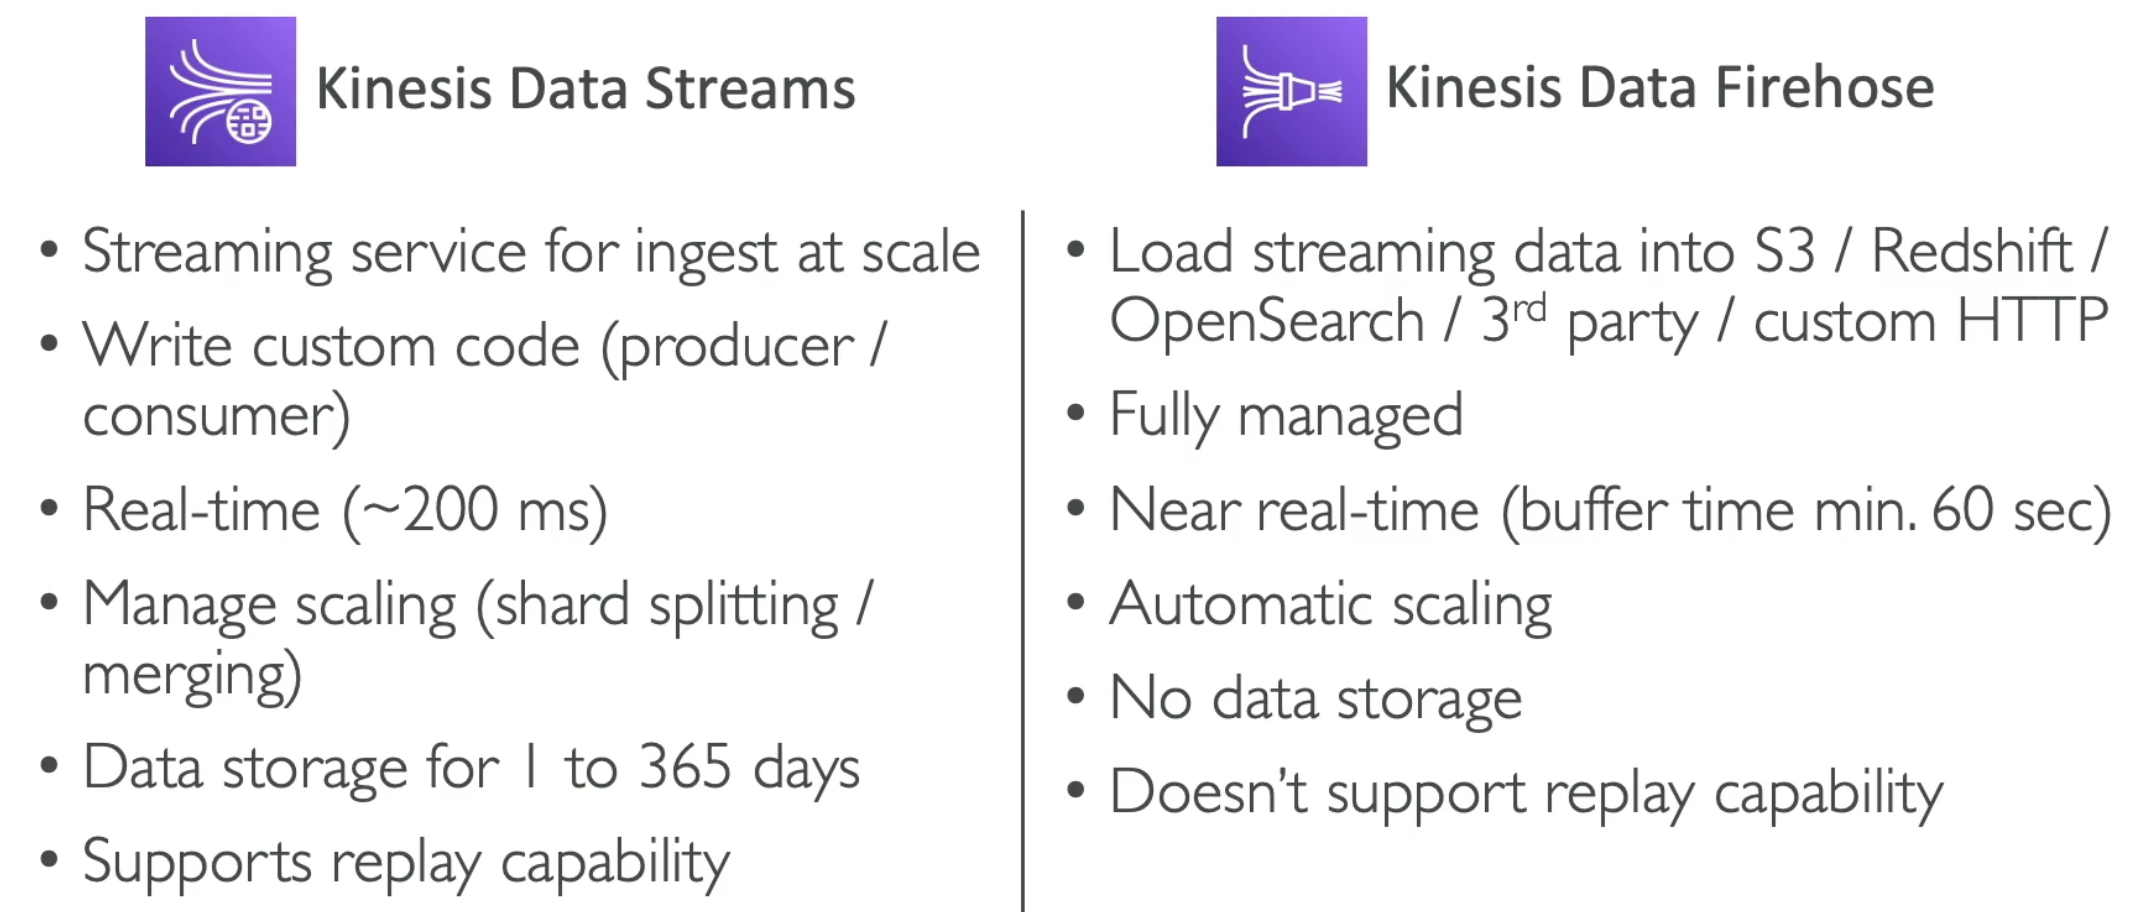 Kinesis Data Streams
• Streaming service for ingest at scale
• Write custom code (producer /
consumer)
• Real-time (~200 ms)
• Manage scaling (shard splitting /
merging)
• Data storage for 1 to 365 days
• Supports replay capability
Kinesis Data Firehose
• Load streaming data into S3 / Redshift /
OpenSearch / 3rd party / custom HTTP
• Fully managed
• Near real-time (buffer time min. 60 sec)
• Automatic scaling
• No data storage
• Doesn’t support replay capability